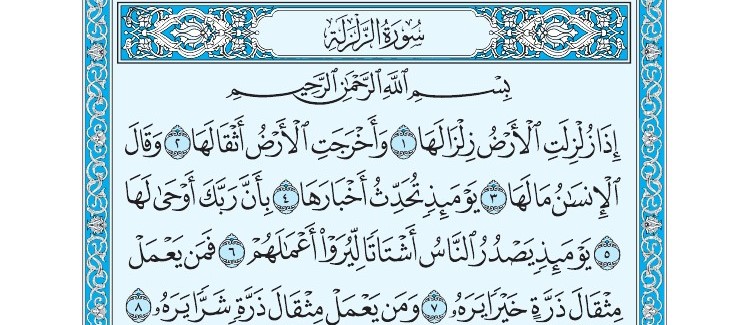 سُورَةُ الزَّلْزَلَةِ
بِسْمِ اللَّهِ الرَّحْمَٰنِ الرَّحِيمِ
إِذَا زُلْزِلَتِ الْأَرْضُ زِلْزَالَهَا ١ وَأَخْرَجَتِ الْأَرْضُ أَثْقَالَهَا ٢ وَقَالَ
الْإِنسَانُ مَا لَهَا ٣ يَوْمَئِذٍ تُحَدِّثُ أَخْبَارَهَا ٤ بِأَنَّ رَبَّكَ أَوْحَىٰ لَهَا
٥ يَوْمَئِذٍ يَصْدُرُ النَّاسُ أَشْتَاتًا لِّيُرَوْا أَعْمَالَهُمْ ٦ فَمَن يَعْمَلْ
مِثْقَالَ ذَرَّةٍ خَيْرًا يَرَهُ ٧ وَمَن يَعْمَلْ مِثْقَالَ ذَرَّةٍ شَرًّا يَرَهُ ٨